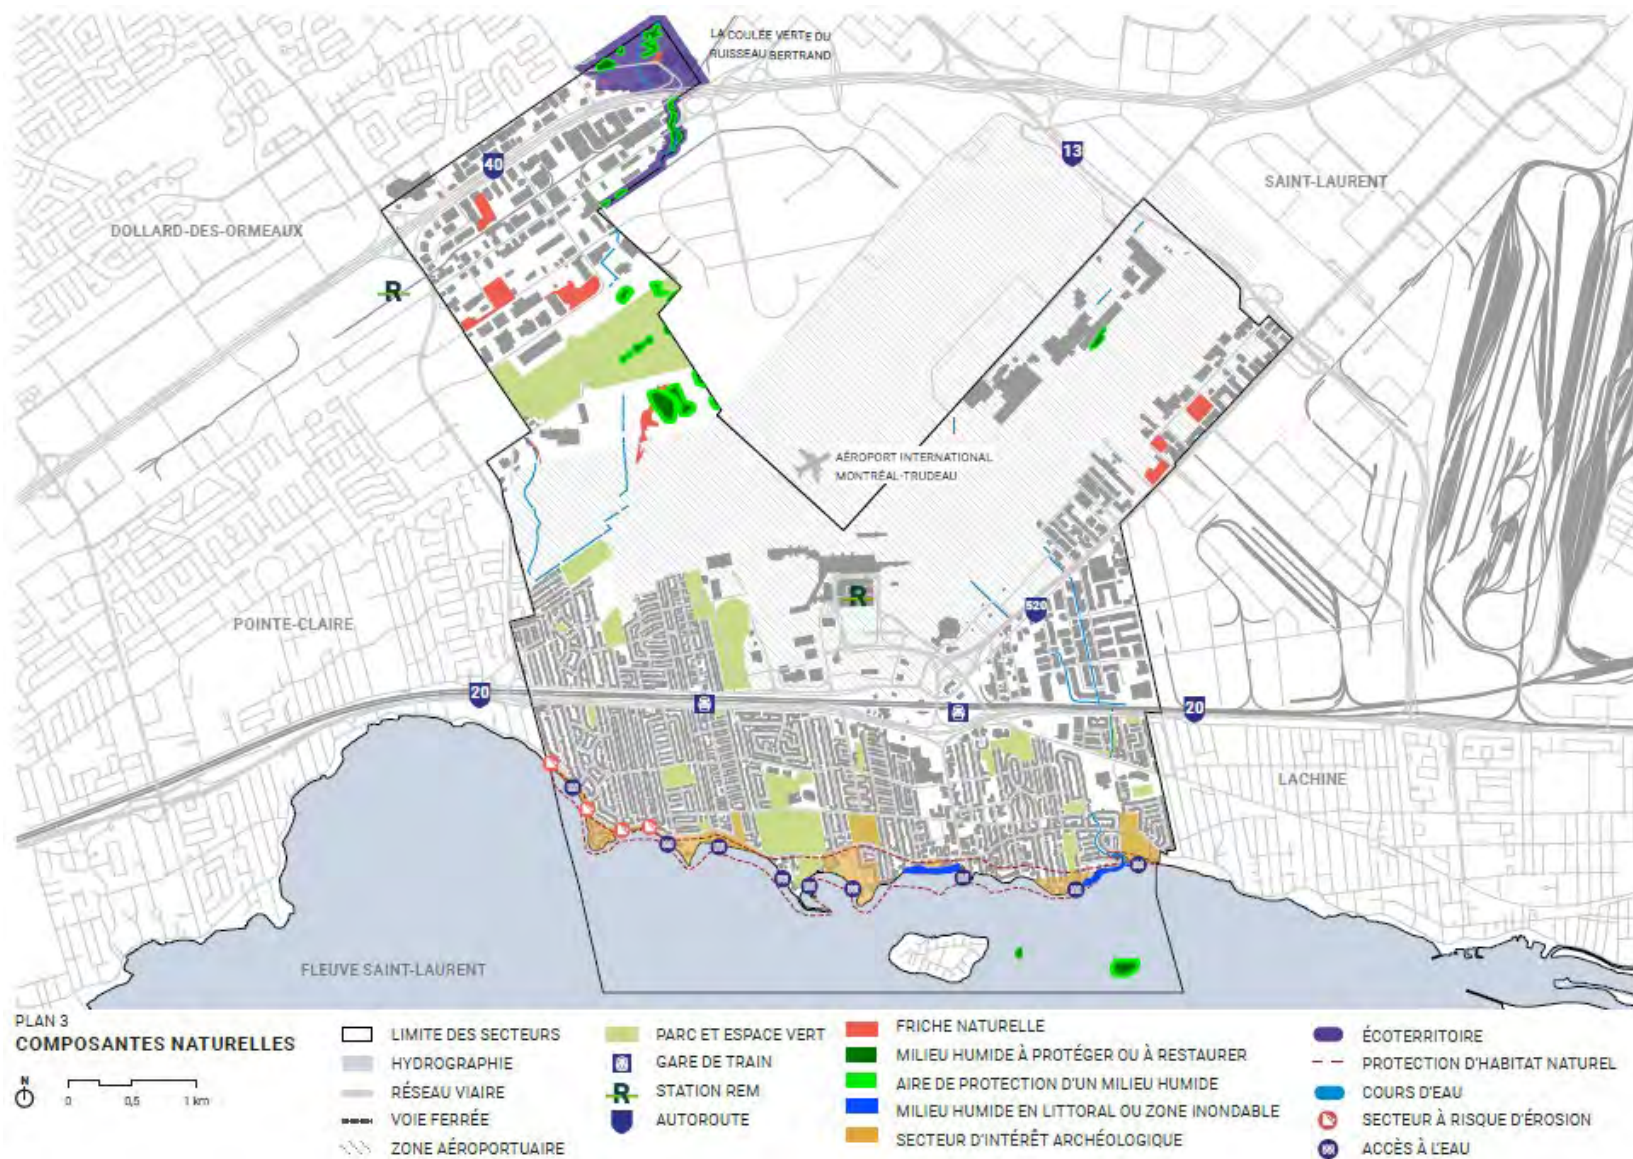 LA COULÉE VERTE DU
RUISSEAU BERTRAND
40
13
SAINT-LAURENT
DOLLARD-DES-ORMEAUX
R
AÉROPORT INTERNATIONAL
MONTRÉAL-TRUDEAU
R
520
POINTE-CLAIRE
20
20
LACHINE
FLEUVE SAINT-LAURENT
PLAN 3
COMPOSANTES NATURELLES
N
0 0,5 1 km
LIMITE DES SECTEURS
HYDROGRAPHIE
RÉSEAU VIAIRE
VOIE FERRÉE
ZONE AÉROPORTUAIRE
PARC ET ESPACE VERT
GARE DE TRAIN
R STATION REM
AUTOROUTE
FRICHE NATURELLE
MILIEU HUMIDE À PROTÉGER OU À RESTAURER
AIRE DE PROTECTION D'UN MILIEU HUMIDE
MILIEU HUMIDE EN LITTORAL OU ZONE INONDABLE
SECTEUR D'INTÉRÊT ARCHÉOLOGIQUE
ÉCOTERRITOIRE
PROTECTION D'HABITAT NATUREL
COURS D'EAU
SECTEUR À RISQUE D'ÉROSION
ACCÈS À L'EAU